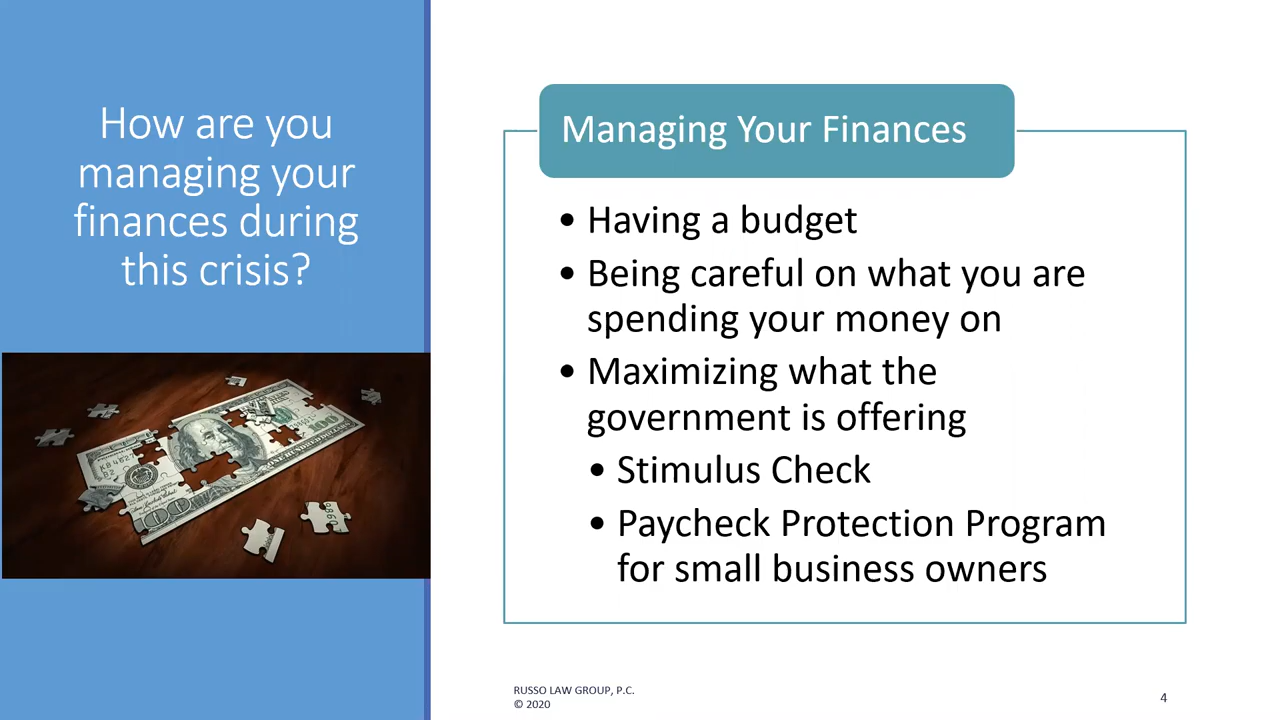 How are you
managing your
finances during
this crisis?
Managing Your Finances
• Having a budget
• Being careful on what you are
spending your money on
• Maximizing what the
government is offering
• Stimulus Check
• Paycheck Protection Program
for small business owners
RUSSO LAW GROUP, P.C.
© 2020
4